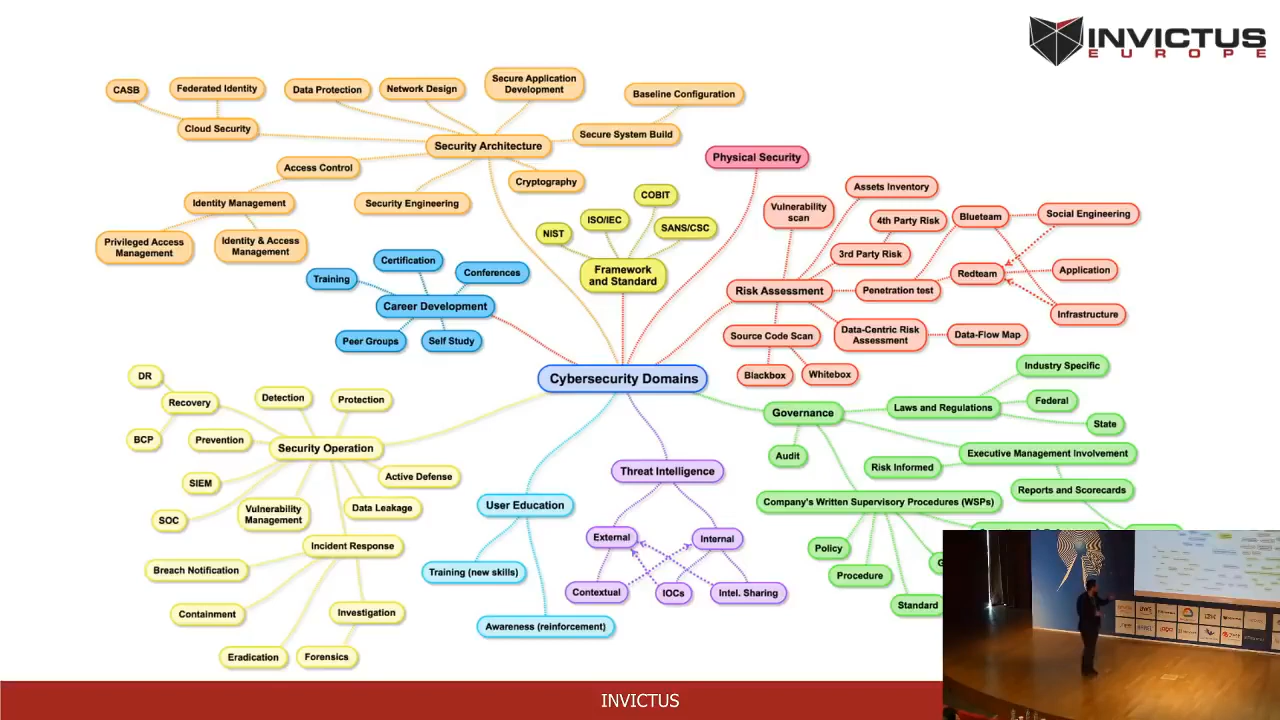 INVICTUS
EUROPE
CASB
Federated Identity
Data Protection
Network Design
Secure Application
Development
Baseline Configuration
Cloud Security
Secure System Build
Security Architecture
Access Control
Cryptography
Identity Management
Security Engineering
Privileged Access
Management
Identity & Access
Management
Physical Security
COBIT
ISO/IEC
NIST
SANS/CSC
Framework
and Standard
Certification
Training
Conferences
Career Development
Peer Groups
Self Study
Assets Inventory
Vulnerability
scan
4th Party Risk
Blueteam
Social Engineering
3rd Party Risk
Redteam
Application
Risk Assessment
Penetration test
Infrastructure
Source Code Scan
Data-Centric Risk
Assessment
Data-Flow Map
Blackbox
Whitebox
Cybersecurity Domains
Industry Specific
Governance
Laws and Regulations
Federal
State
Audit
Executive Management Involvement
Risk Informed
Reports and Scorecards
Company's Written Supervisory Procedures (WSPs)
Policy
Procedure
Standard
DR
Recovery
Detection
Protection
BCP
Prevention
Security Operation
SIEM
Active Defense
SOC
Vulnerability
Management
Data Leakage
Incident Response
Breach Notification
Containment
Investigation
Eradication
Forensics
Threat Intelligence
User Education
External
Internal
Training (new skills)
Contextual
IOCs
Intel. Sharing
Awareness (reinforcement)
INVICTUS